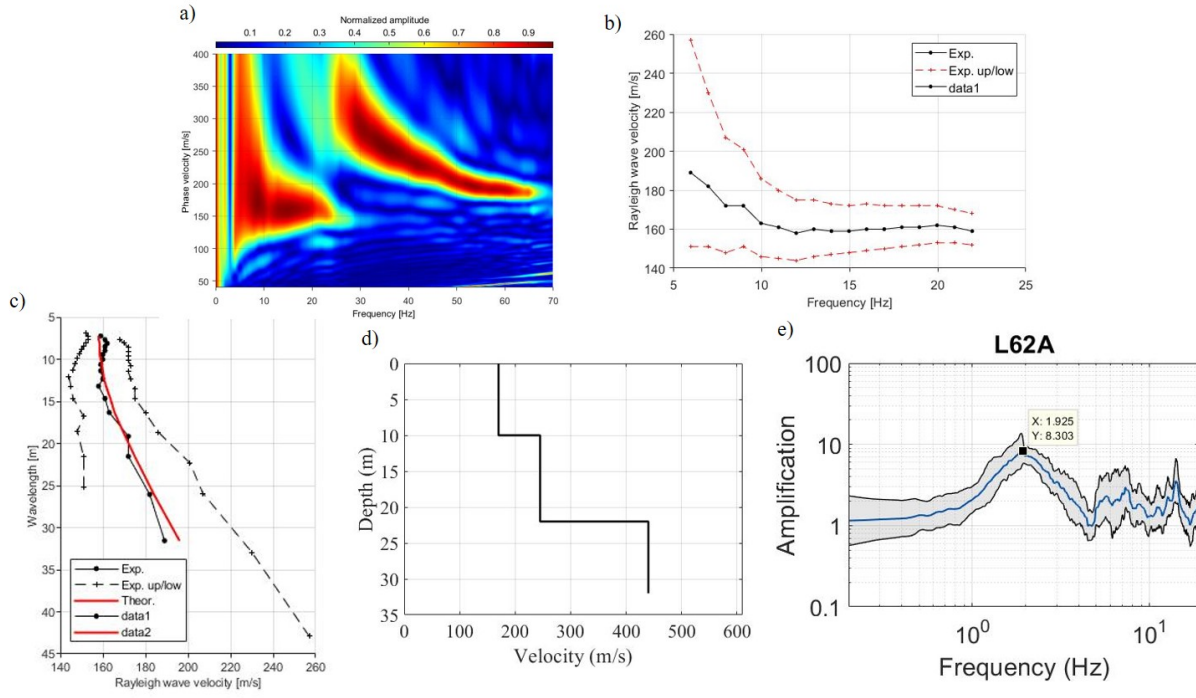 a)
Normalized amplitude
0.1 0.2 0.3 0.4 0.5 0.6 0.7 0.8 0.9
Phase velocity [m/s]
400
350
300
250
200
150
100
50
0 10 20 30 40 50 60 70
Frequency [Hz]
b)
Rayleigh wave velocity [m/s]
260
240
220
200
180
160
140
Exp.
Exp. up/low
data1
5 10 15 20 25
Frequency [Hz]
c)
Wavelength [m]
5
10
15
20
25
30
35
40
45
Exp.
Exp. up/low
Theor.
data1
data2
140 160 180 200 220 240 260
Rayleigh wave velocity [m/s]
d)
Depth (m)
0
5
10
15
20
25
30
35
0 100 200 300 400 500 600
Velocity (m/s)
e)
L62A
Amplification
100
10
1
0.1
X: 1.925
Y: 8.303
10⁰ 10¹
Frequency (Hz)